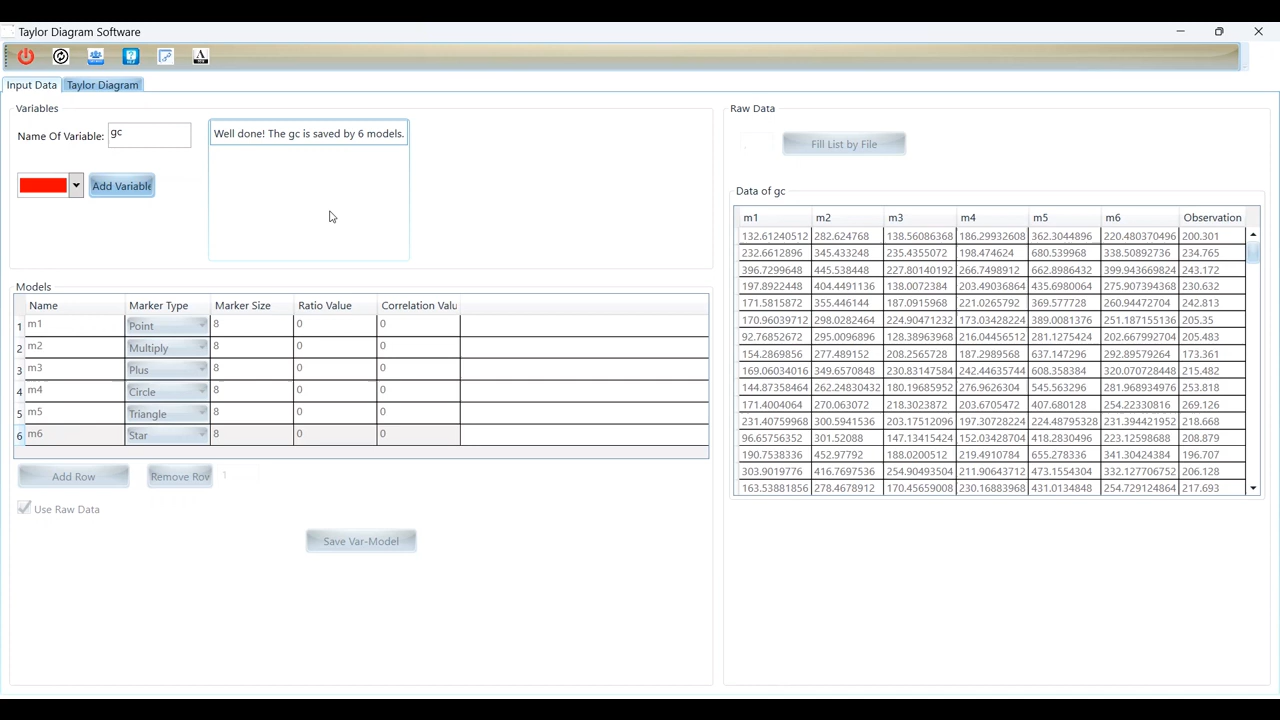 Taylor Diagram Software
Input Data Taylor Diagram
Variables
Name Of Variable: gc
Well done! The gc is saved by 6 models.
Add Variable
Models
Name Marker Type Marker Size Ratio Value Correlation Valu
1 m1 Point 8 0 0
2 m2 Multiply 8 0 0
3 m3 Plus 8 0 0
4 m4 Circle 8 0 0
5 m5 Triangle 8 0 0
6 m6 Star 8 0 0
Add Row Remove Rov 1
Use Raw Data
Save Var-Model
Raw Data
Fill List by File
Data of gc
m1 m2 m3 m4 m5 m6 Observation
132.61240512 282.624768 138.56086368 186.29932608 362.3044896 220.480370496 200.301
232.6612896 345.433248 235.4355072 198.474624 680.539968 338.50892736 234.765
396.7299648 445.538448 227.80140192 266.7498912 662.8986432 399.943669824 243.172
197.8922448 404.4491136 138.0072384 203.49036864 435.6980064 275.907394368 230.632
171.5815872 355.446144 187.0915968 221.0265792 369.577728 260.94472704 242.813
170.96039712 298.0282464 224.90471232 173.03428224 389.0081376 251.187155136 205.35
92.76852672 295.0096896 128.38963968 216.04456512 281.1275424 202.667992704 205.483
154.2869856 277.489152 208.2565728 187.2989568 637.147296 292.89579264 173.361
169.06034016 349.6570848 230.83147584 242.44635744 608.358384 320.070728448 215.482
144.87358464 262.24830432 180.19685952 276.9626304 545.563296 281.968934976 253.818
171.4004064 270.063072 218.3023872 203.6705472 407.680128 254.22330816 269.126
231.40759968 300.5941536 203.17512096 197.30728224 224.48795328 231.394421952 218.668
96.65756352 301.52088 147.13415424 152.03428704 418.2830496 223.12598688 208.879
190.7538336 452.97792 188.0200512 219.4910784 655.278336 341.30424384 196.707
303.9019776 416.7697536 254.90493504 211.90643712 473.1554304 332.127706752 206.128
163.53881856 278.4678912 170.45659008 230.16883968 431.0134848 254.729124864 217.693